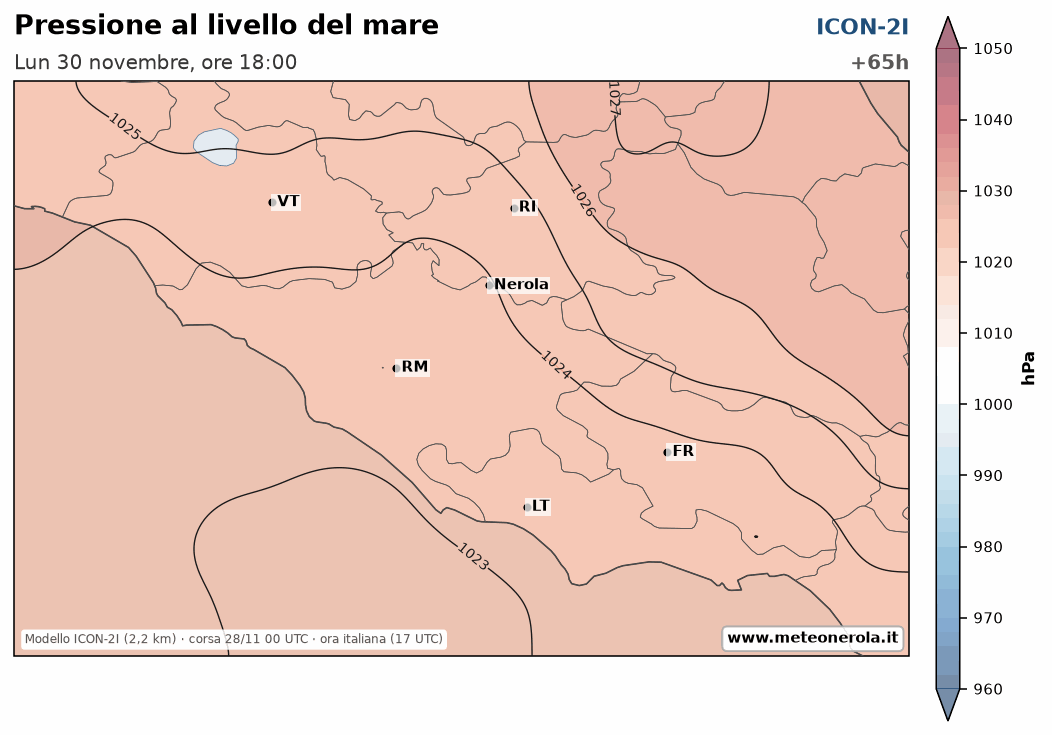 Pressione al livello del mare
ICON-2I
Lun 30 novembre, ore 18:00
+65h
1050
1040
1030
1020
1010
1000
990
980
970
960
hPa
1027
1025
1026
VT
RI
Nerola
1024
RM
FR
LT
1023
Modello ICON-2I (2,2 km) · corsa 28/11 00 UTC · ora italiana (17 UTC)
www.meteonerola.it